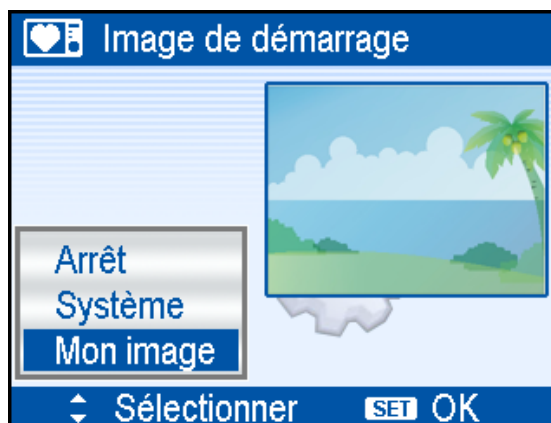 Image de démarrage
Arrêt
Système
Mon image
Sélectionner SET OK